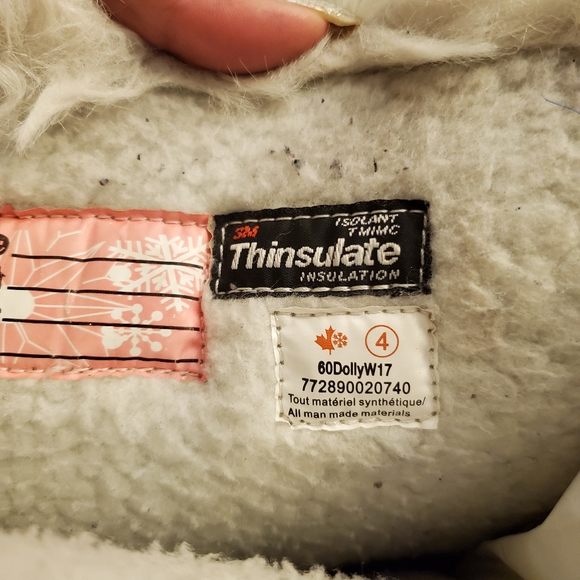 3M
ISOLANT
TMIMC
Thinsulate
INSULATION
4
60DollyW17
772890020740
Tout matériel synthétique/
All man made materials